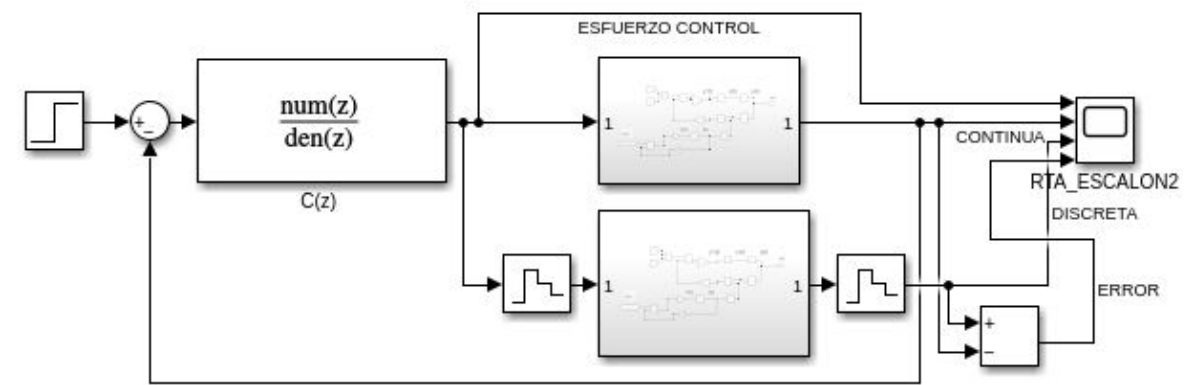 ESFUERZO CONTROL
num(z)
den(z)
C(z)
+
−
1
1
CONTINUA
RTA_ESCALON2
DISCRETA
1
1
ERROR
+
−